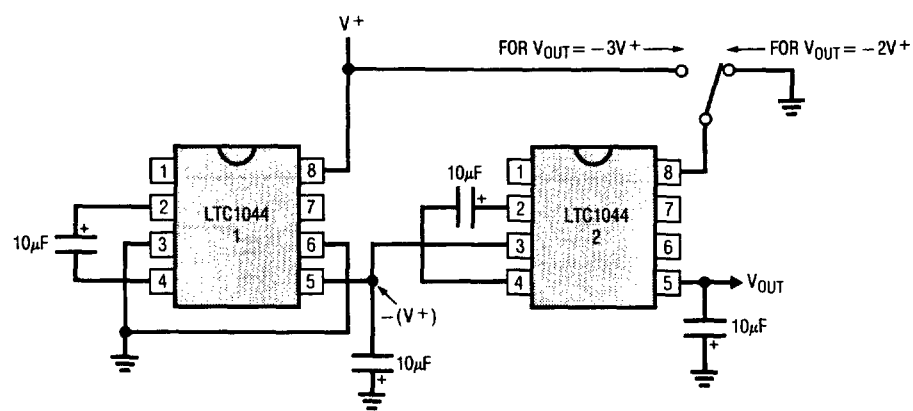 V+
FOR VOUT = −3V+
FOR VOUT = −2V+
1
8
2
LTC1044
7
1
10µF
+
3
6
4
5
−(V+)
10µF
+
10µF
+
1
8
2
LTC1044
7
2
3
6
4
5
VOUT
10µF
+